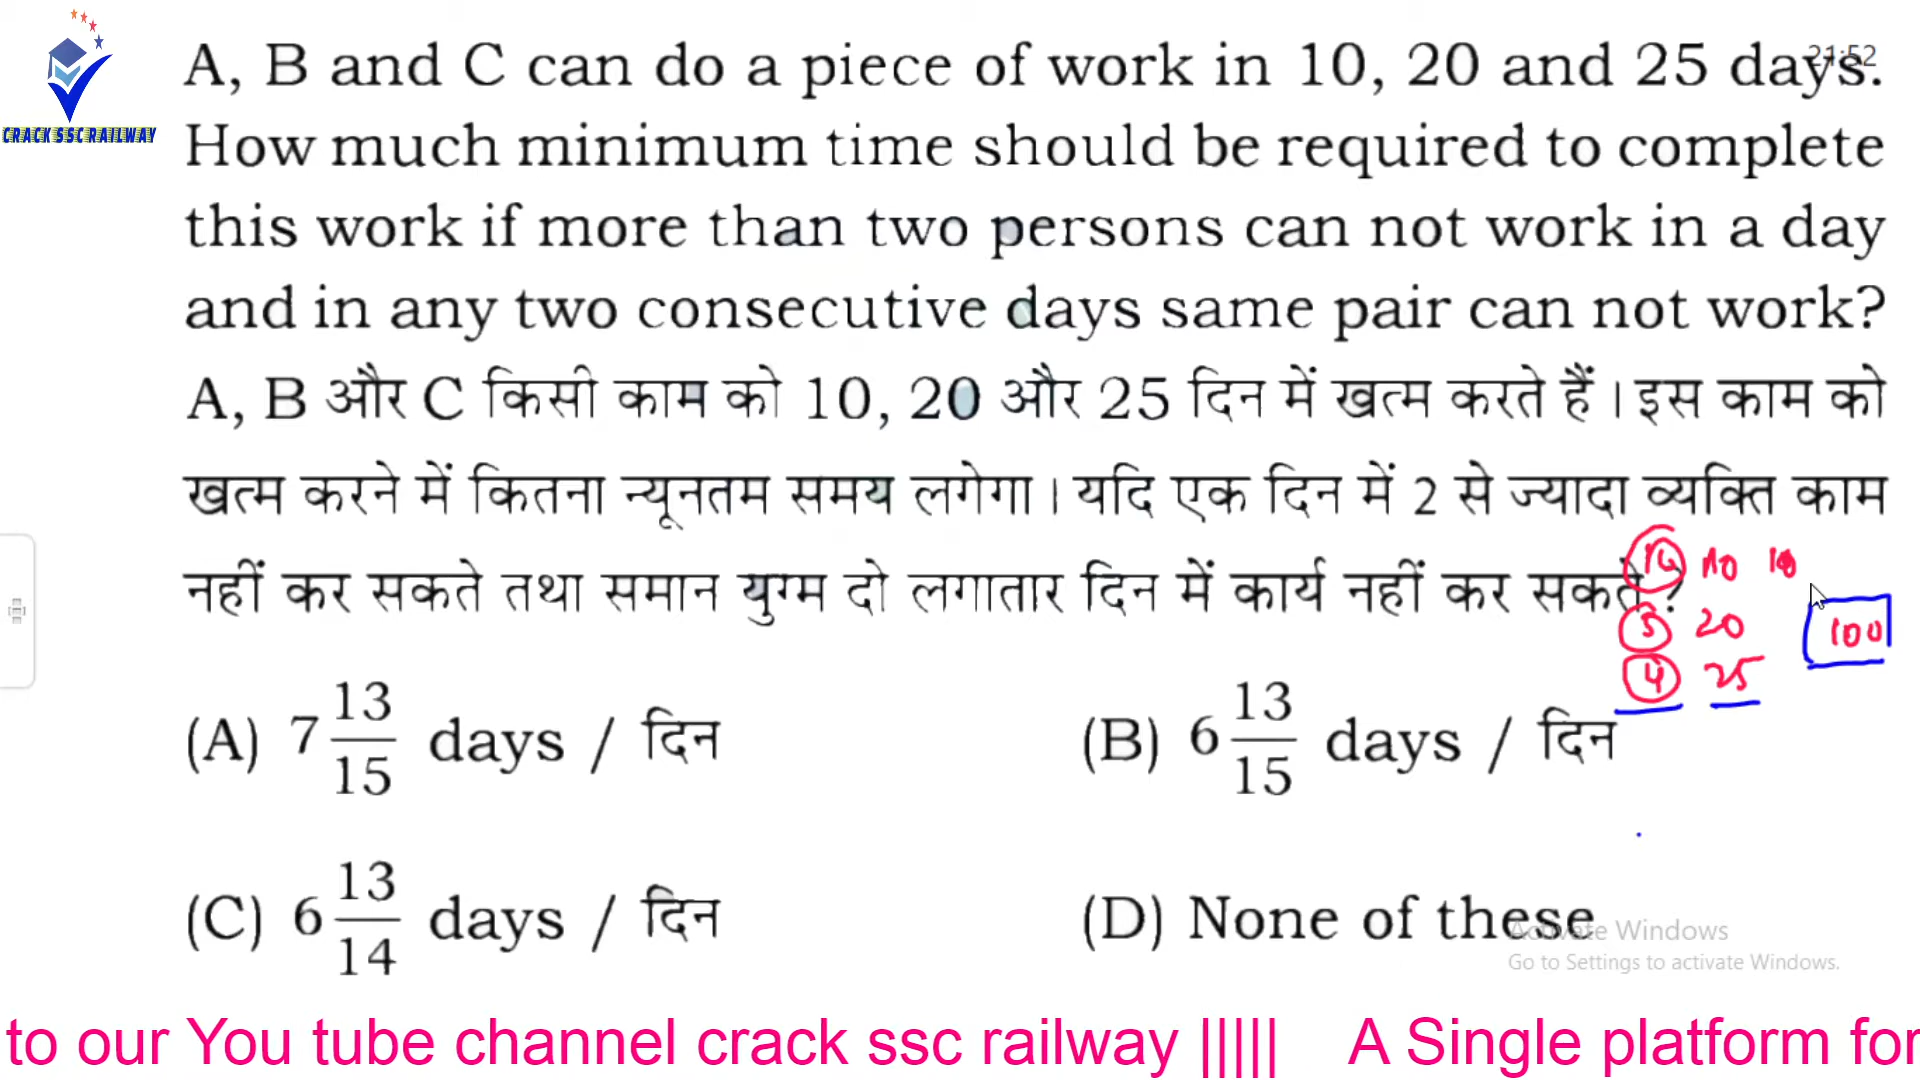 A, B and C can do a piece of work in 10, 20 and 25 days.
21:52
CRACK SSC RAILWAY
How much minimum time should be required to complete
this work if more than two persons can not work in a day
and in any two consecutive days same pair can not work?
A, B और C किसी काम को 10, 20 और 25 दिन में खत्म करते हैं। इस काम को
खत्म करने में कितना न्यूनतम समय लगेगा। यदि एक दिन में 2 से ज्यादा व्यक्ति काम
नहीं कर सकते तथा समान युग्म दो लगातार दिन में कार्य नहीं कर सकते?
10 10
5 20 100
4 25
(A) 7 13/15 days / दिन
(B) 6 13/15 days / दिन
(C) 6 13/14 days / दिन
(D) None of these
Activate Windows
Go to Settings to activate Windows.
to our You tube channel crack ssc railway ||||| A Single platform for